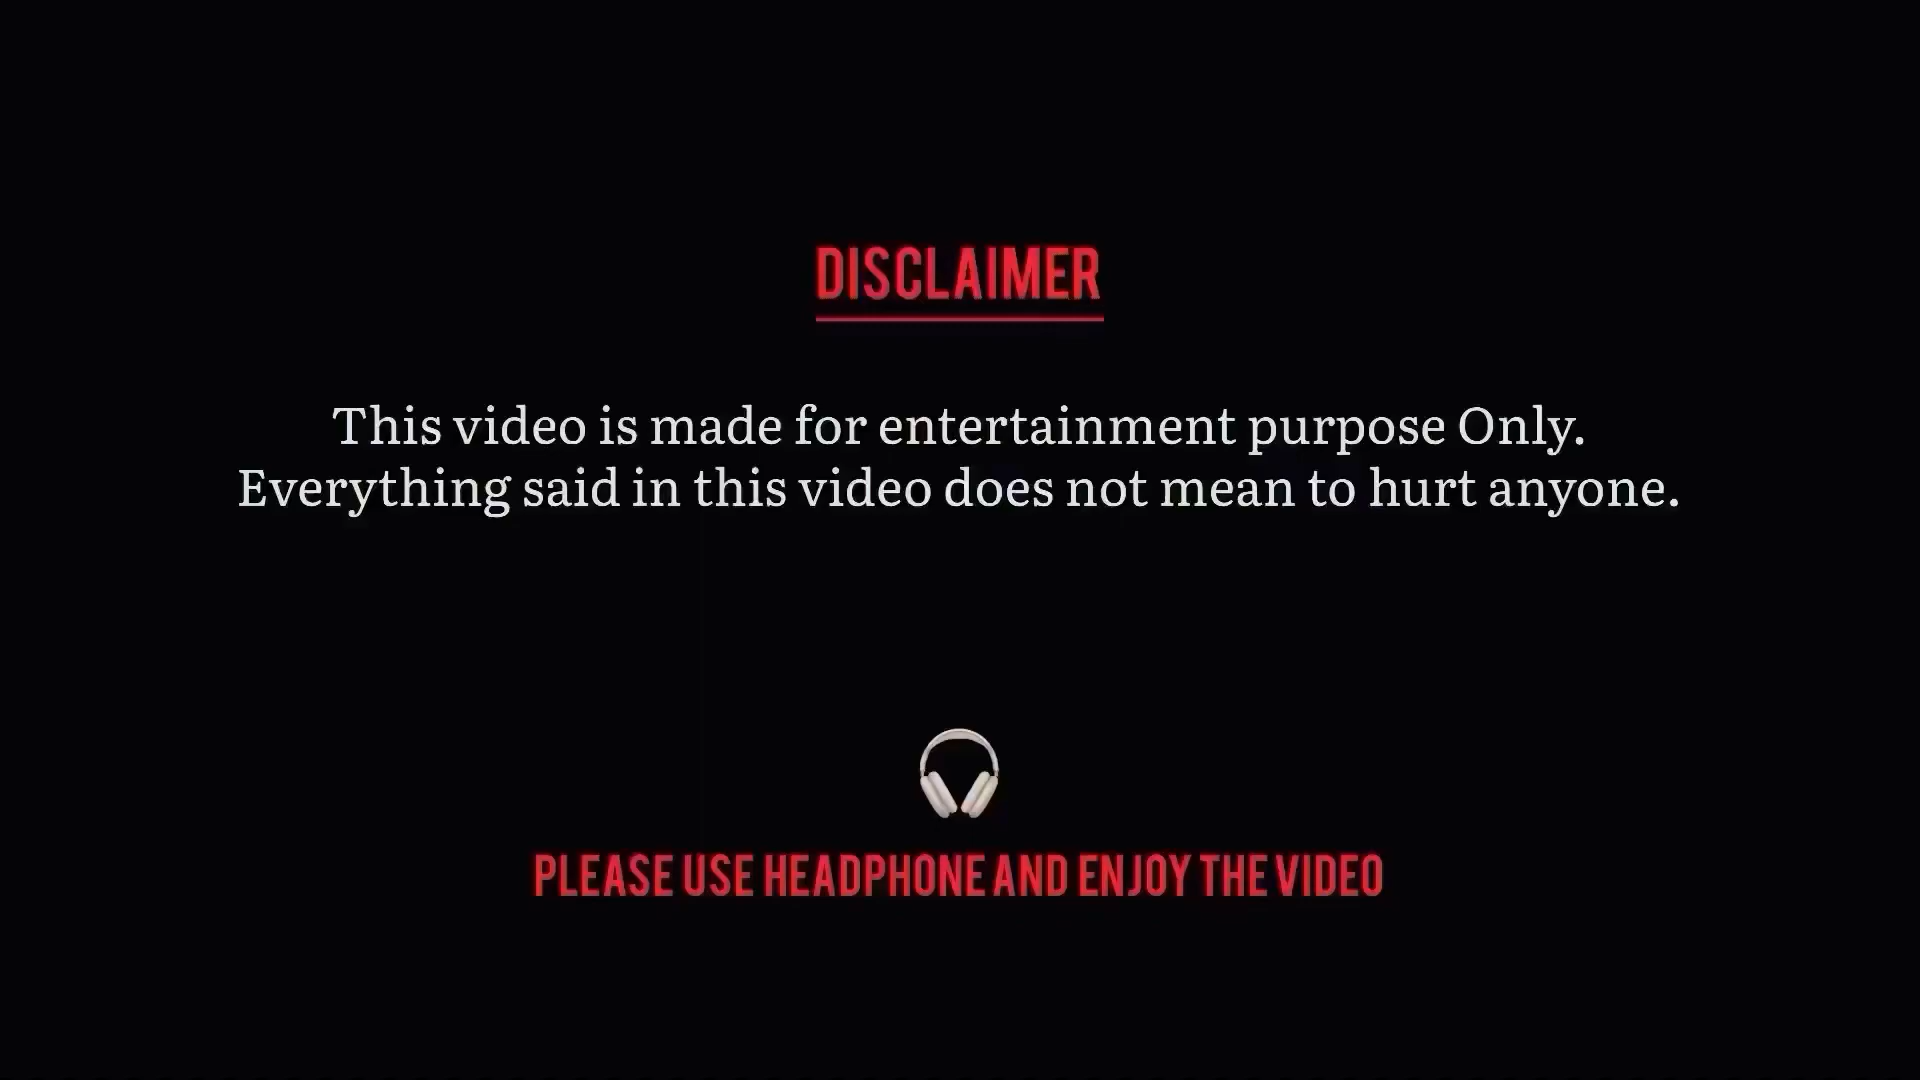 DISCLAIMER
This video is made for entertainment purpose Only.
Everything said in this video does not mean to hurt anyone.
PLEASE USE HEADPHONE AND ENJOY THE VIDEO